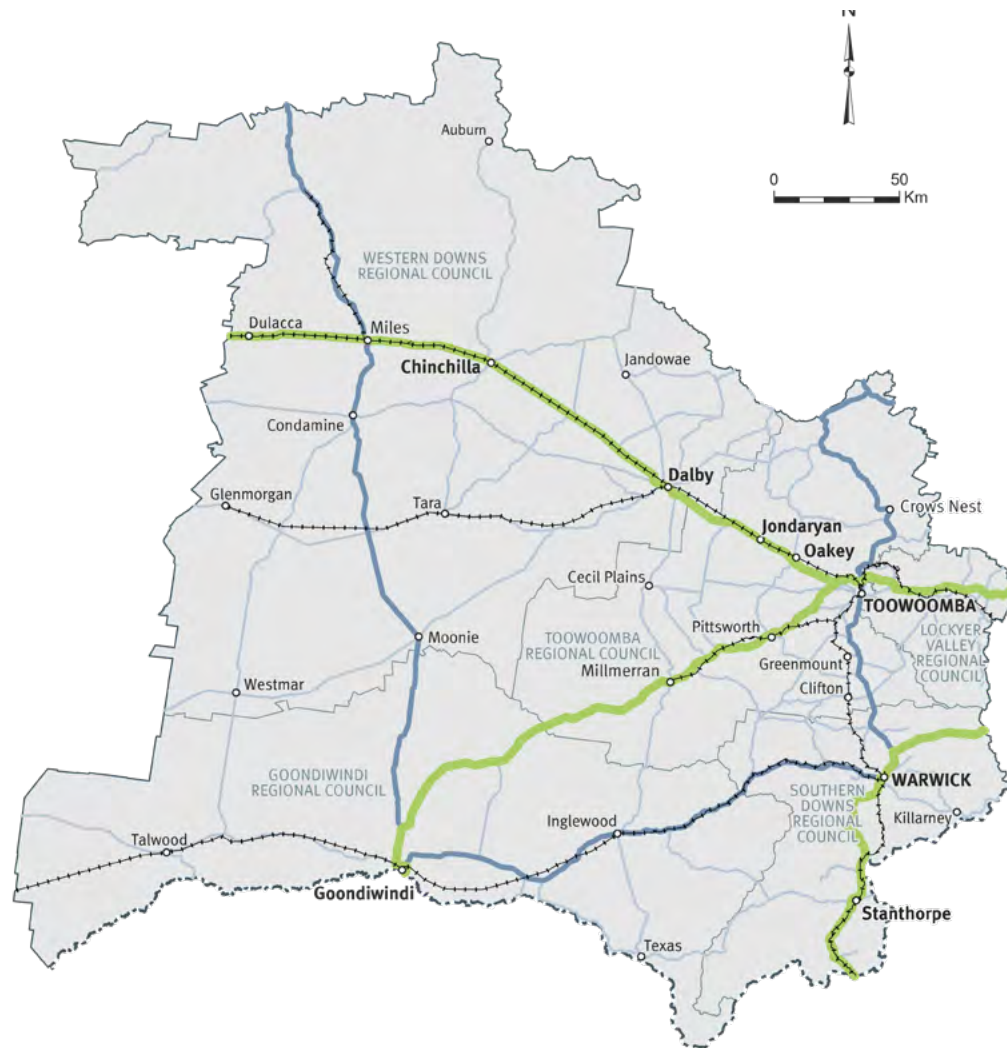 N
Auburn
0
50
Km
WESTERN DOWNS
REGIONAL COUNCIL
Dulacca
Miles
Chinchilla
Jandowae
Condamine
Dalby
Glenmorgan
Tara
Crows Nest
Jondaryan
Oakey
Cecil Plains
TOOWOOMBA
Pittsworth
Moonie
TOOWOOMBA
REGIONAL COUNCIL
LOCKYER
VALLEY
REGIONAL
COUNCIL
Greenmount
Millmerran
Westmar
Clifton
GOONDIWINDI
REGIONAL COUNCIL
WARWICK
SOUTHERN
DOWNS
REGIONAL
COUNCIL
Killarney
Inglewood
Talwood
Goondiwindi
Stanthorpe
Texas